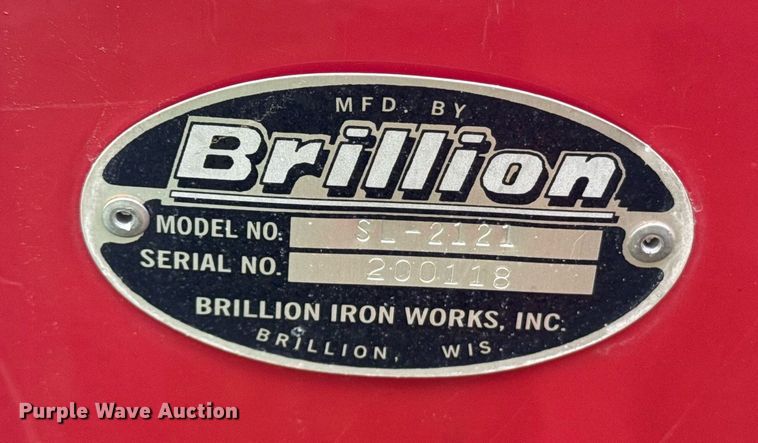 MFD. BY
Brillion
MODEL NO. SL-2121
SERIAL NO. 200118
BRILLION IRON WORKS, INC.
BRILLION, WIS.
Purple Wave Auction